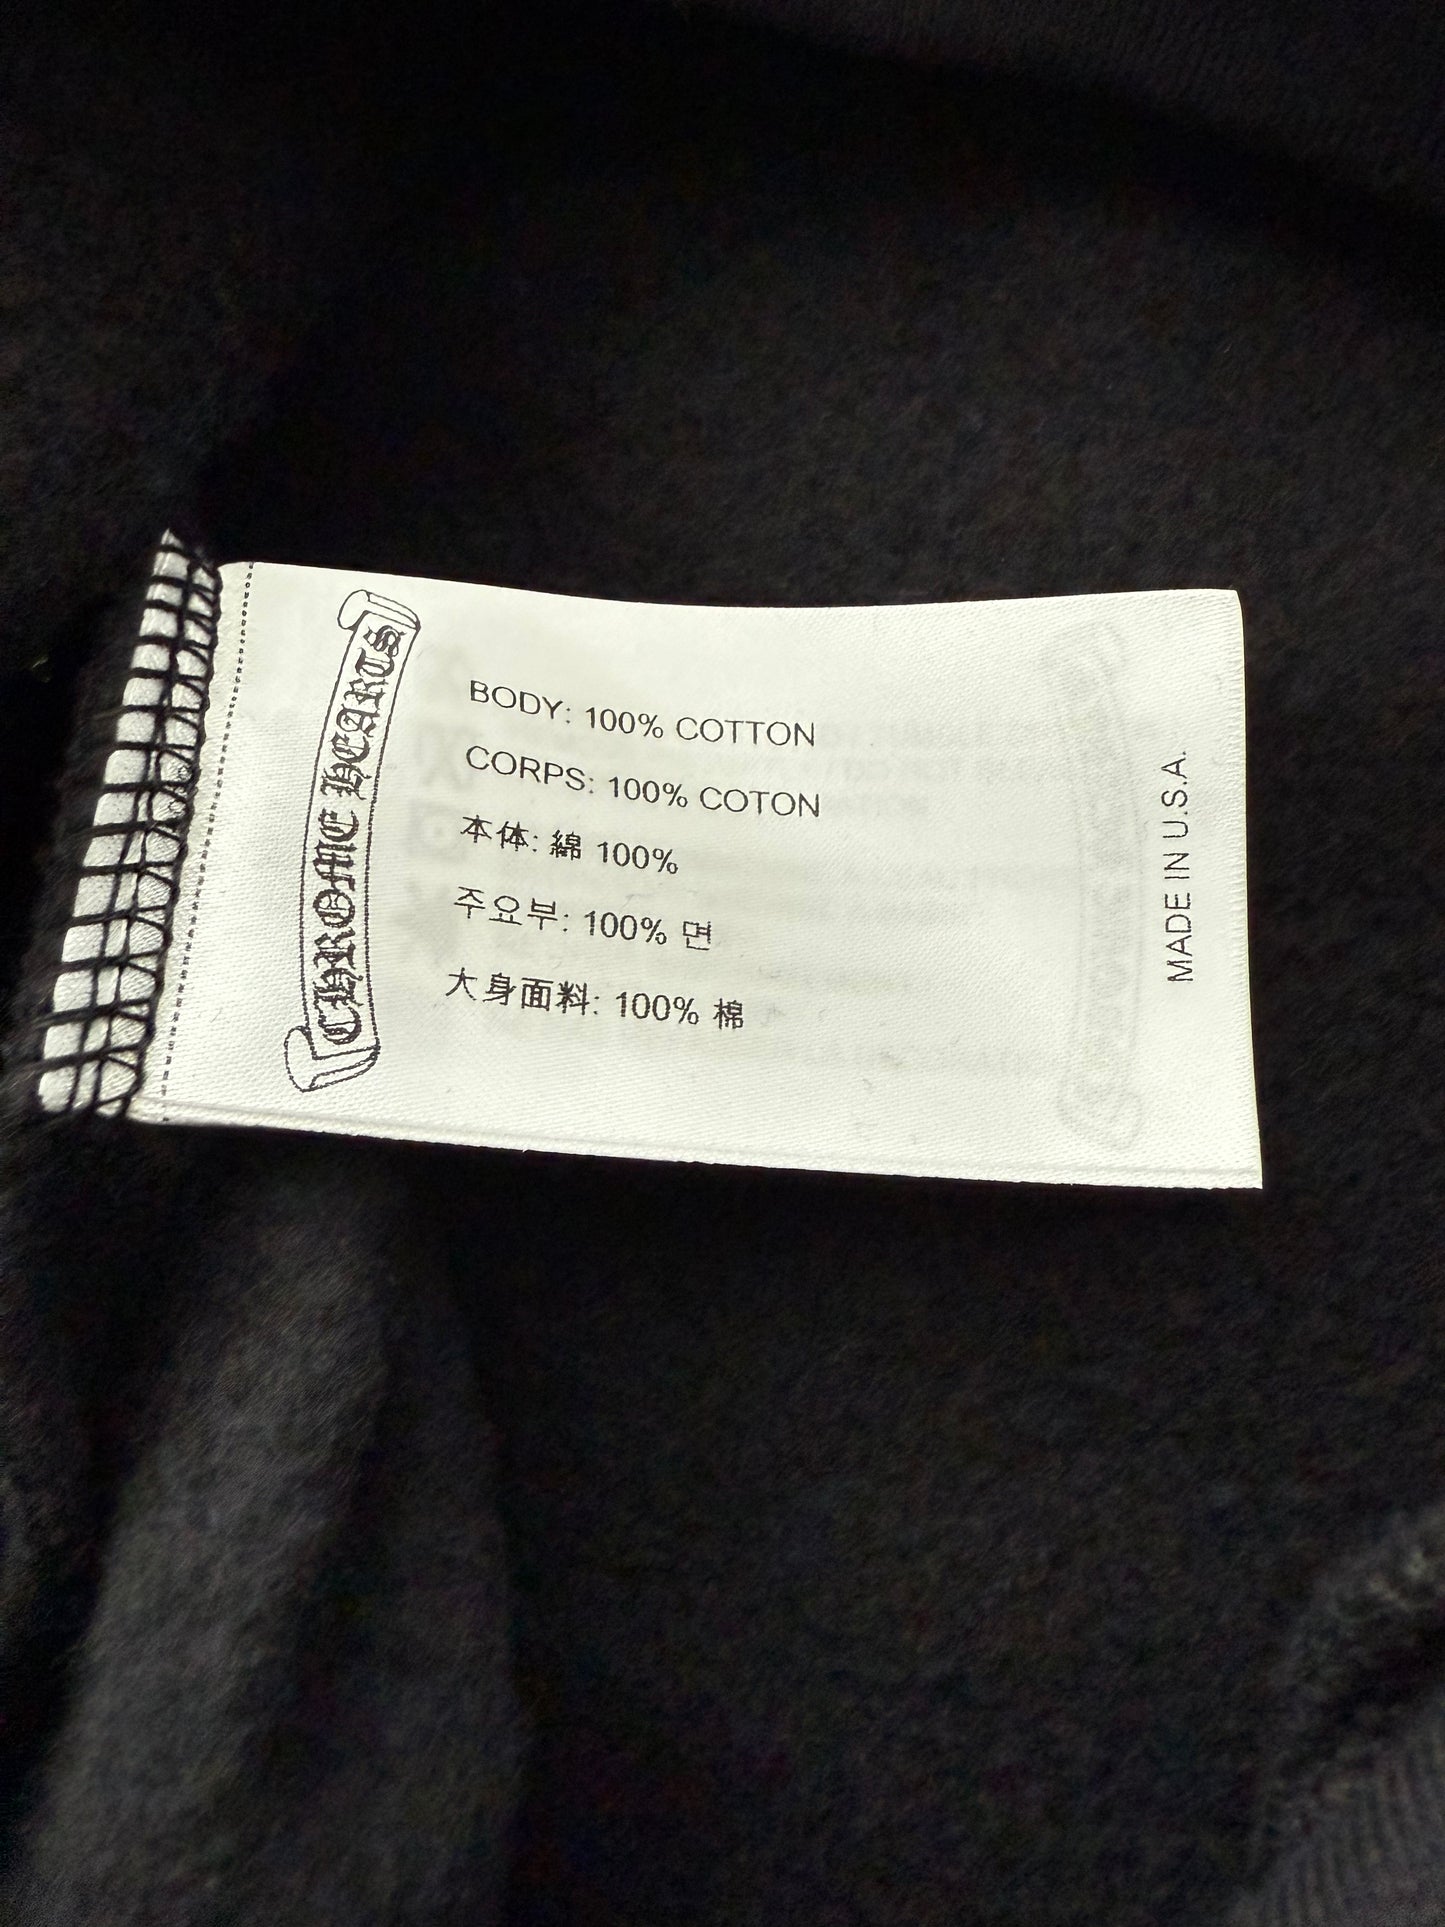 CHROME HEARTS
BODY: 100% COTTON
CORPS: 100% COTON
本体: 綿 100%
주요부: 100% 면
大身面料: 100% 棉
MADE IN U.S.A.